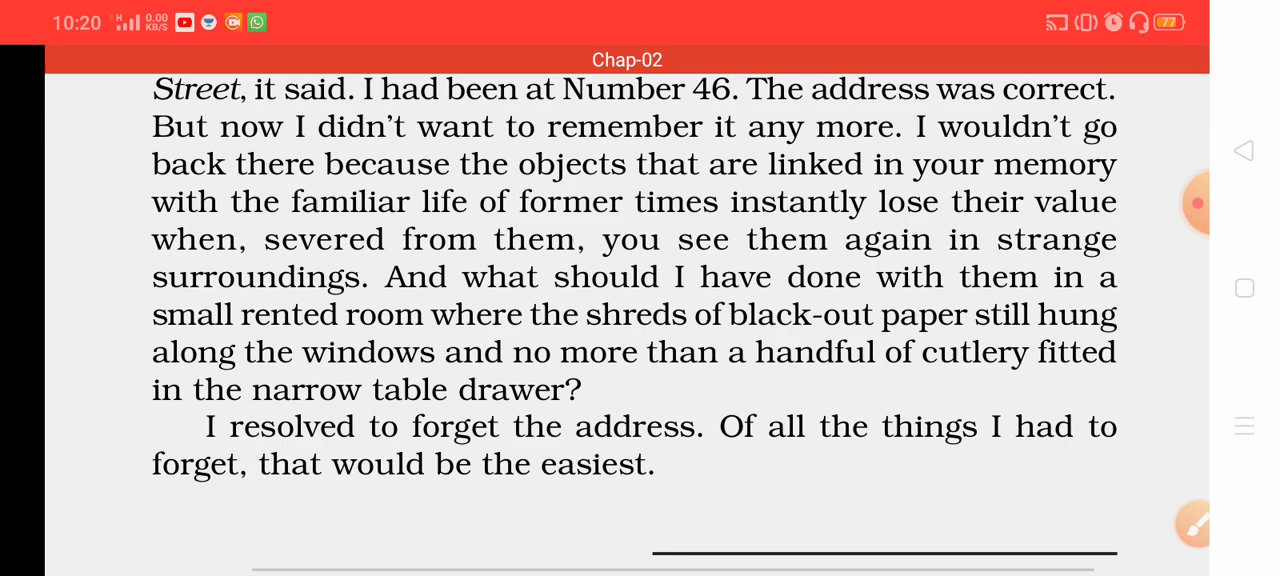 10:20 H 0.00 KB/S 77
Chap-02
Street, it said. I had been at Number 46. The address was correct.
But now I didn’t want to remember it any more. I wouldn’t go
back there because the objects that are linked in your memory
with the familiar life of former times instantly lose their value
when, severed from them, you see them again in strange
surroundings. And what should I have done with them in a
small rented room where the shreds of black-out paper still hung
along the windows and no more than a handful of cutlery fitted
in the narrow table drawer?
I resolved to forget the address. Of all the things I had to
forget, that would be the easiest.